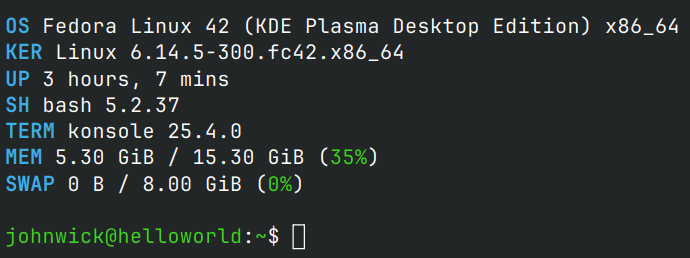 OS Fedora Linux 42 (KDE Plasma Desktop Edition) x86_64
KER Linux 6.14.5-300.fc42.x86_64
UP 3 hours, 7 mins
SH bash 5.2.37
TERM konsole 25.4.0
MEM 5.30 GiB / 15.30 GiB (35%)
SWAP 0 B / 8.00 GiB (0%)
johnwick@helloworld:~$